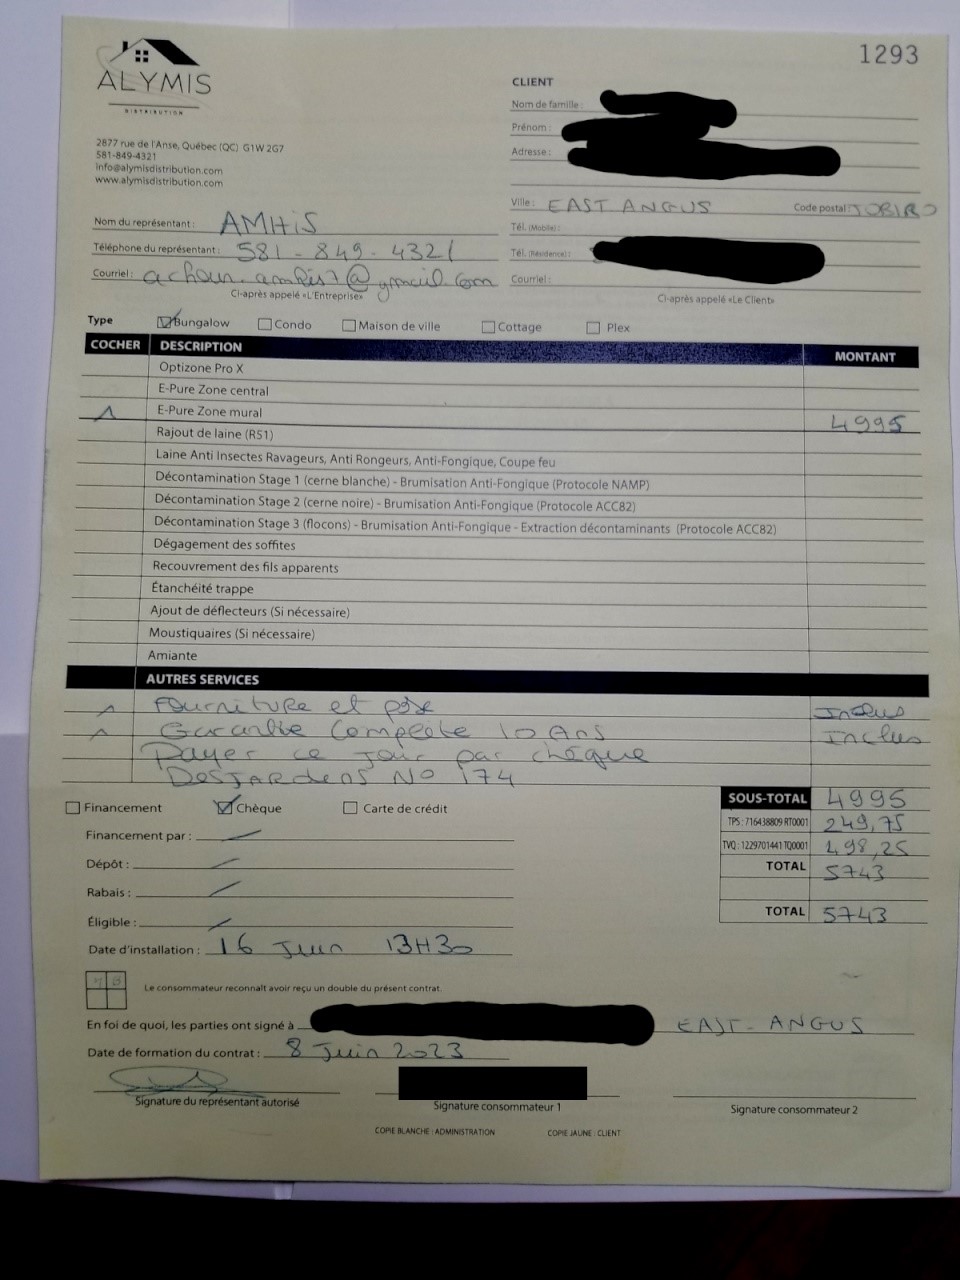 1293
ALYMIS
DISTRIBUTION
2877 rue de l'Anse, Québec (QC) G1W 2G7
581-849-4321
info@alymisdistribution.com
www.alymisdistribution.com
CLIENT
Nom de famille :
Prénom :
Adresse :
Ville : EAST ANGUS Code postal : JOBIRO
Tél. (Mobile) :
Tél. (Résidence) :
Courriel :
Ci-après appelé «Le Client»
Nom du représentant : AMHIS
Téléphone du représentant : 581-849-4321
Courriel : @gmail.com
Ci-après appelé «L'Entreprise»
Type Bungalow Condo Maison de ville Cottage Plex
COCHER DESCRIPTION MONTANT
Optizone Pro X
E-Pure Zone central
E-Pure Zone mural 4995
Rajout de laine (R51)
Laine Anti Insectes Ravageurs, Anti Rongeurs, Anti-Fongique, Coupe feu
Décontamination Stage 1 (cerne blanche) - Brumisation Anti-Fongique (Protocole NAMP)
Décontamination Stage 2 (cerne noire) - Brumisation Anti-Fongique (Protocole ACC82)
Décontamination Stage 3 (flocons) - Brumisation Anti-Fongique - Extraction décontaminants (Protocole ACC82)
Dégagement des soffites
Recouvrement des fils apparents
Étanchéité trappe
Ajout de déflecteurs (Si nécessaire)
Moustiquaires (Si nécessaire)
Amiante
AUTRES SERVICES
Fourniture et pose Inclus
Garantie Complete 10 Ans Inclus
Payer ce jour par chèque
DESJARDENS NO 174
Financement Chèque Carte de crédit
Financement par :
Dépôt :
Rabais :
Éligible :
Date d'installation : 16 Juin 13H30
SOUS-TOTAL 4995
TPS : 716438809 RT0001 249,75
TVQ : 1229701441 TQ0001 498,25
TOTAL 5743
TOTAL 5743
Le consommateur reconnaît avoir reçu un double du présent contrat.
En foi de quoi, les parties ont signé à EAST-ANGUS
Date de formation du contrat : 8 Juin 2023
Signature du représentant autorisé
Signature consommateur 1
Signature consommateur 2
COPIE BLANCHE : ADMINISTRATION COPIE JAUNE : CLIENT